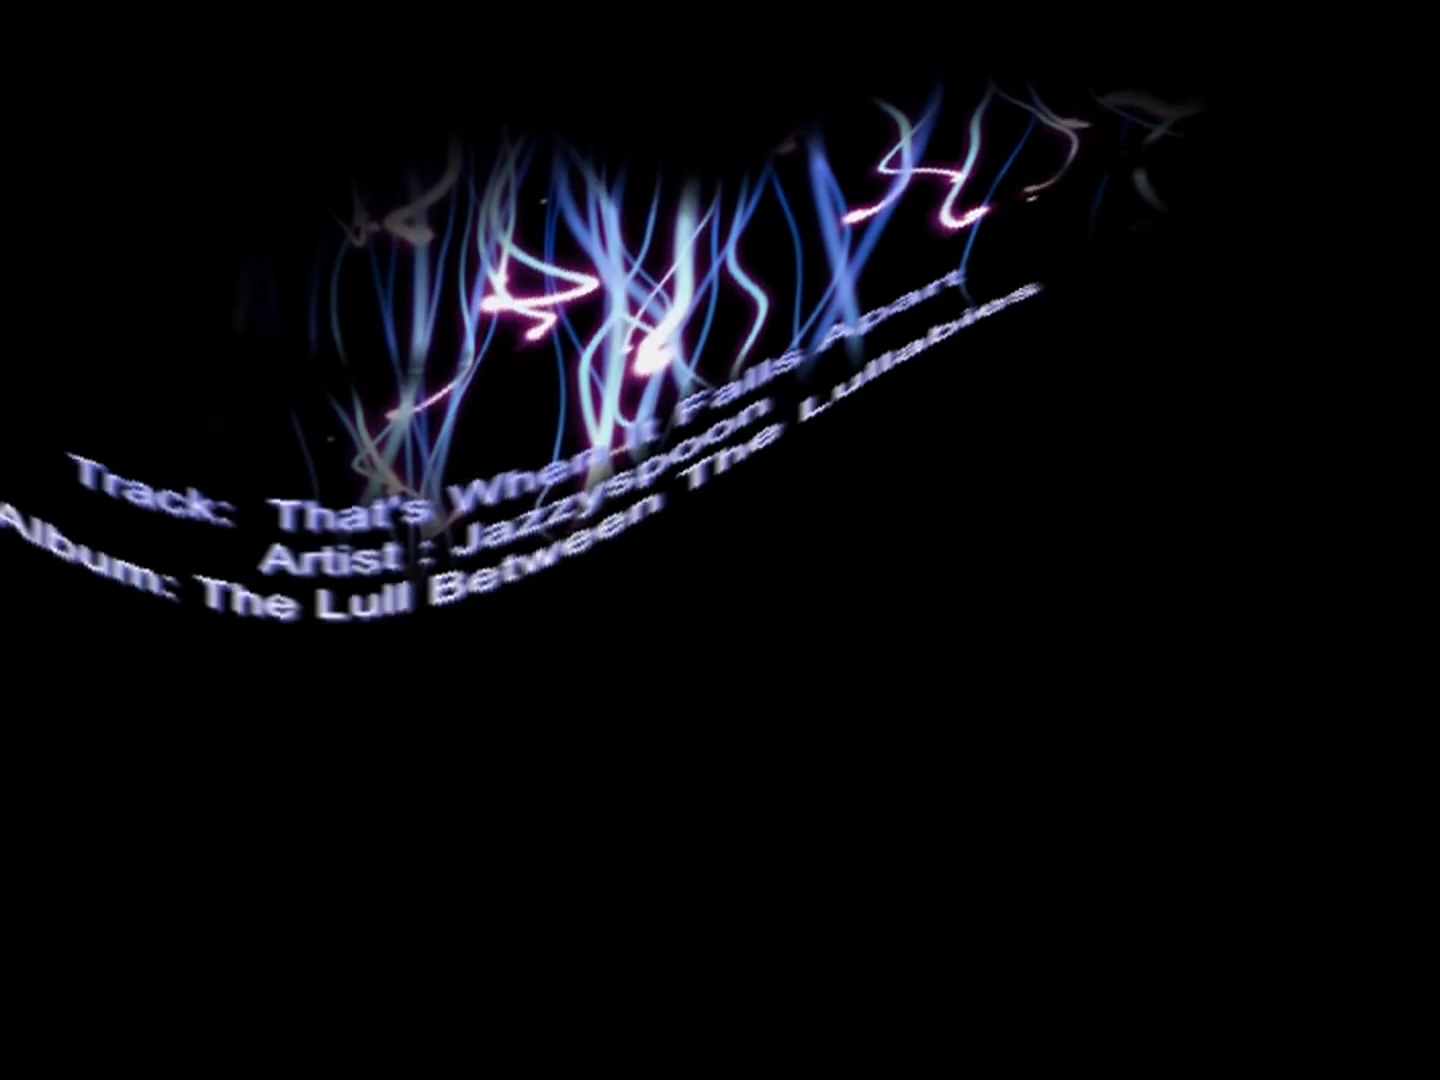 Track: That's When It Falls Apart
Artist : Jazzyspoon
Album: The Lull Between The Lullabies